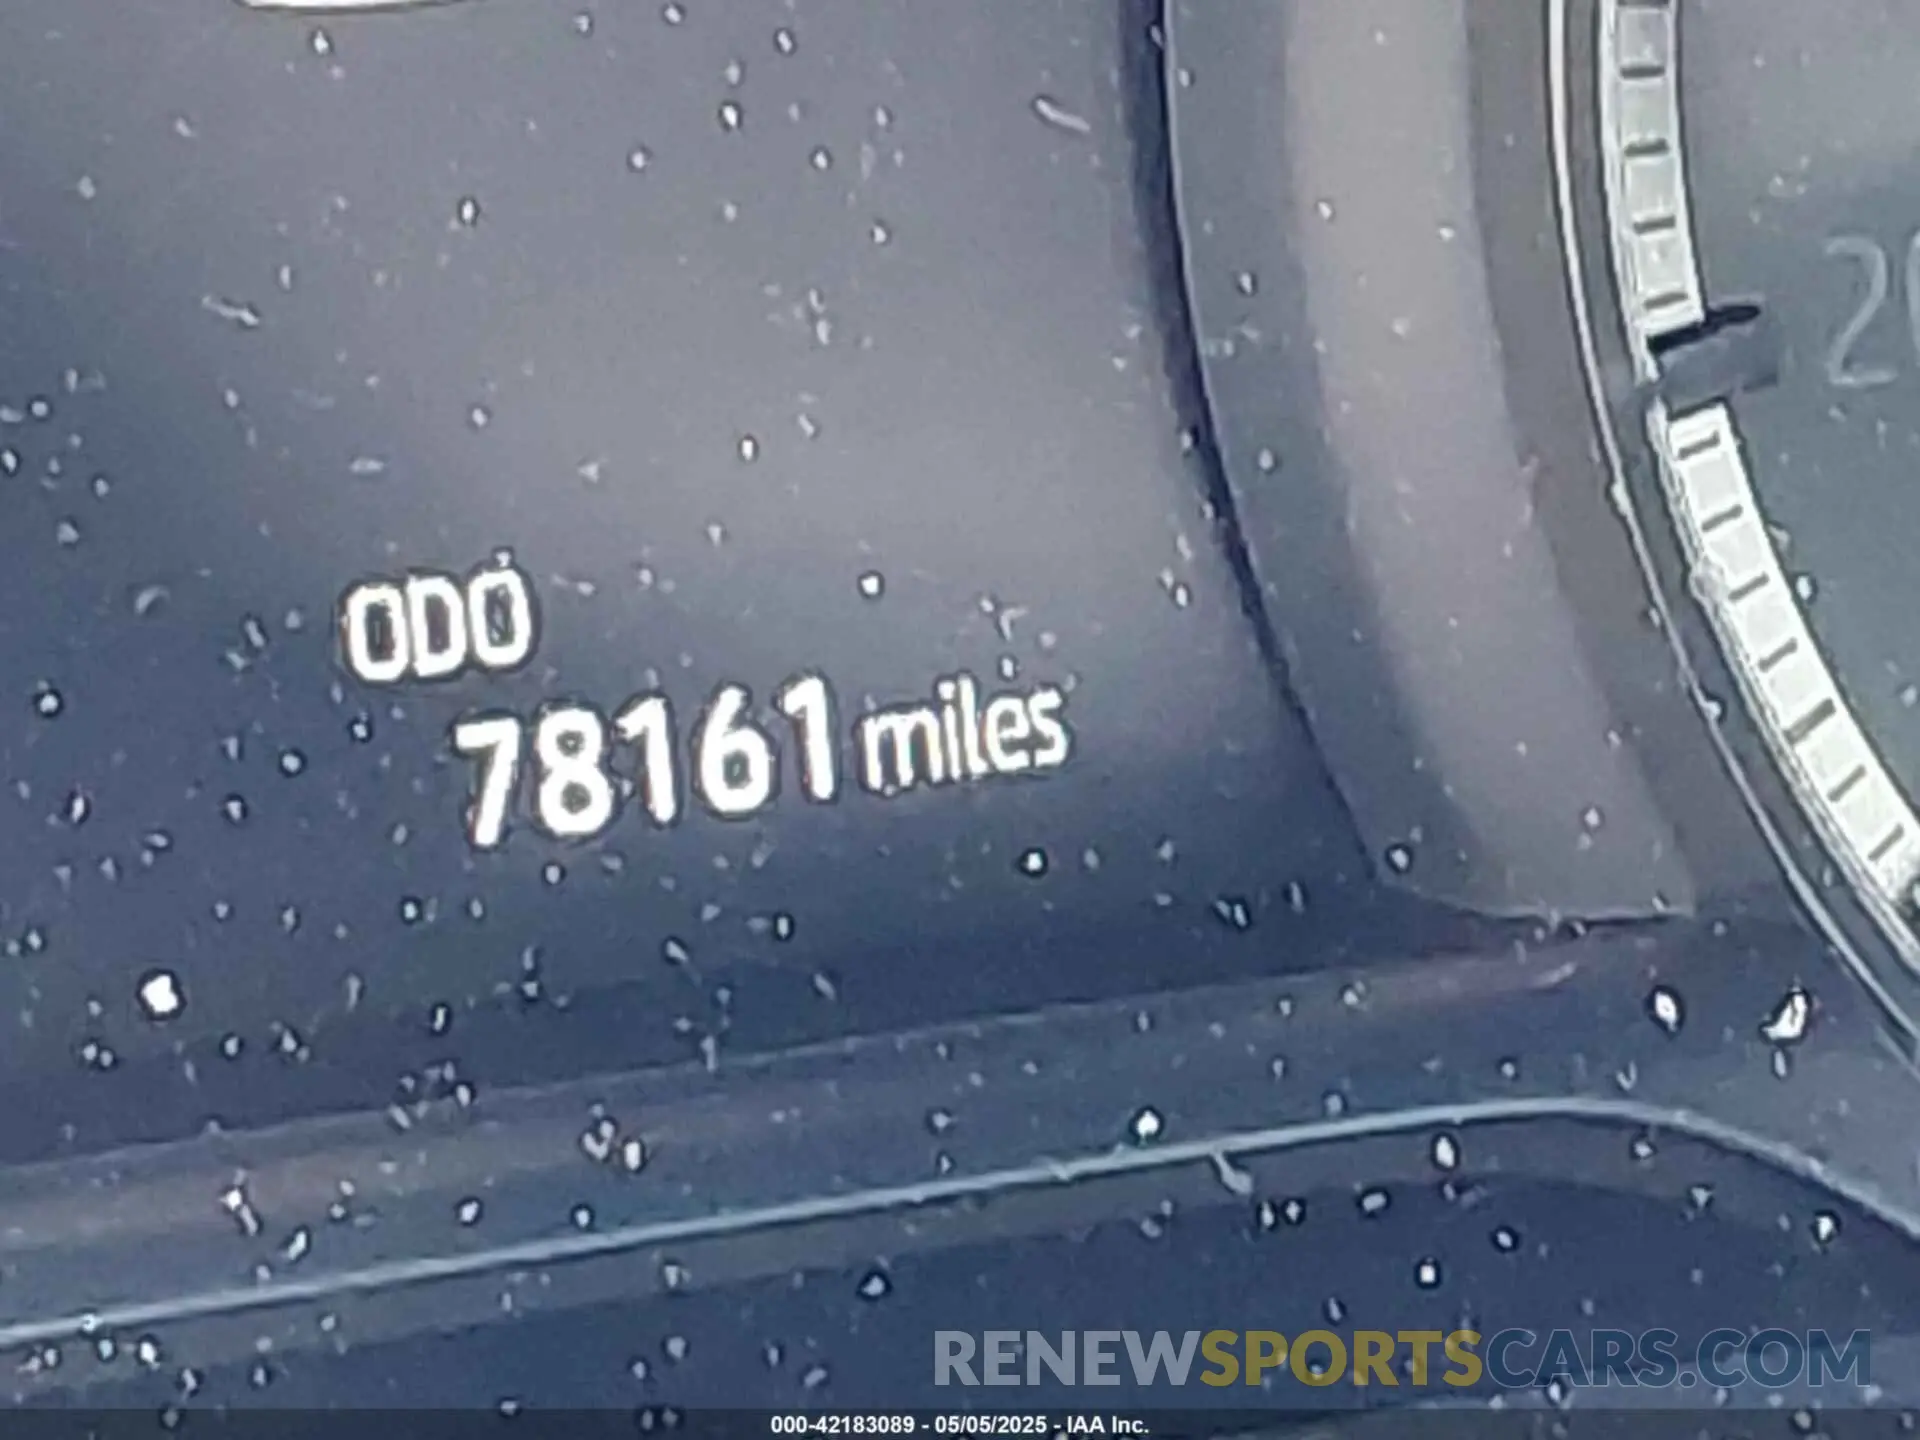 ODO
78161 miles
RENEWSPORTSCARS.COM
000-42183089 - 05/05/2025 - IAA Inc.